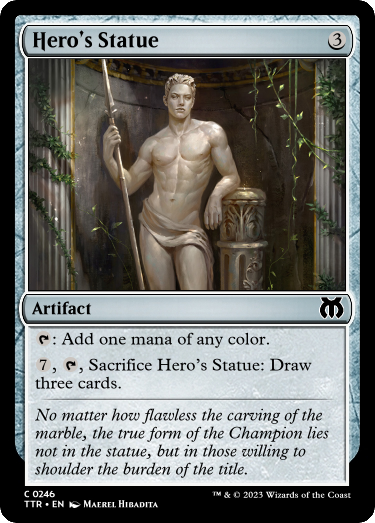 Hero's Statue 3
Artifact
: Add one mana of any color.
7, , Sacrifice Hero's Statue: Draw
three cards.
No matter how flawless the carving of the
marble, the true form of the Champion lies
not in the statue, but in those willing to
shoulder the burden of the title.
C 0246
TTR • EN Maerel Hibadita
™ & © 2023 Wizards of the Coast